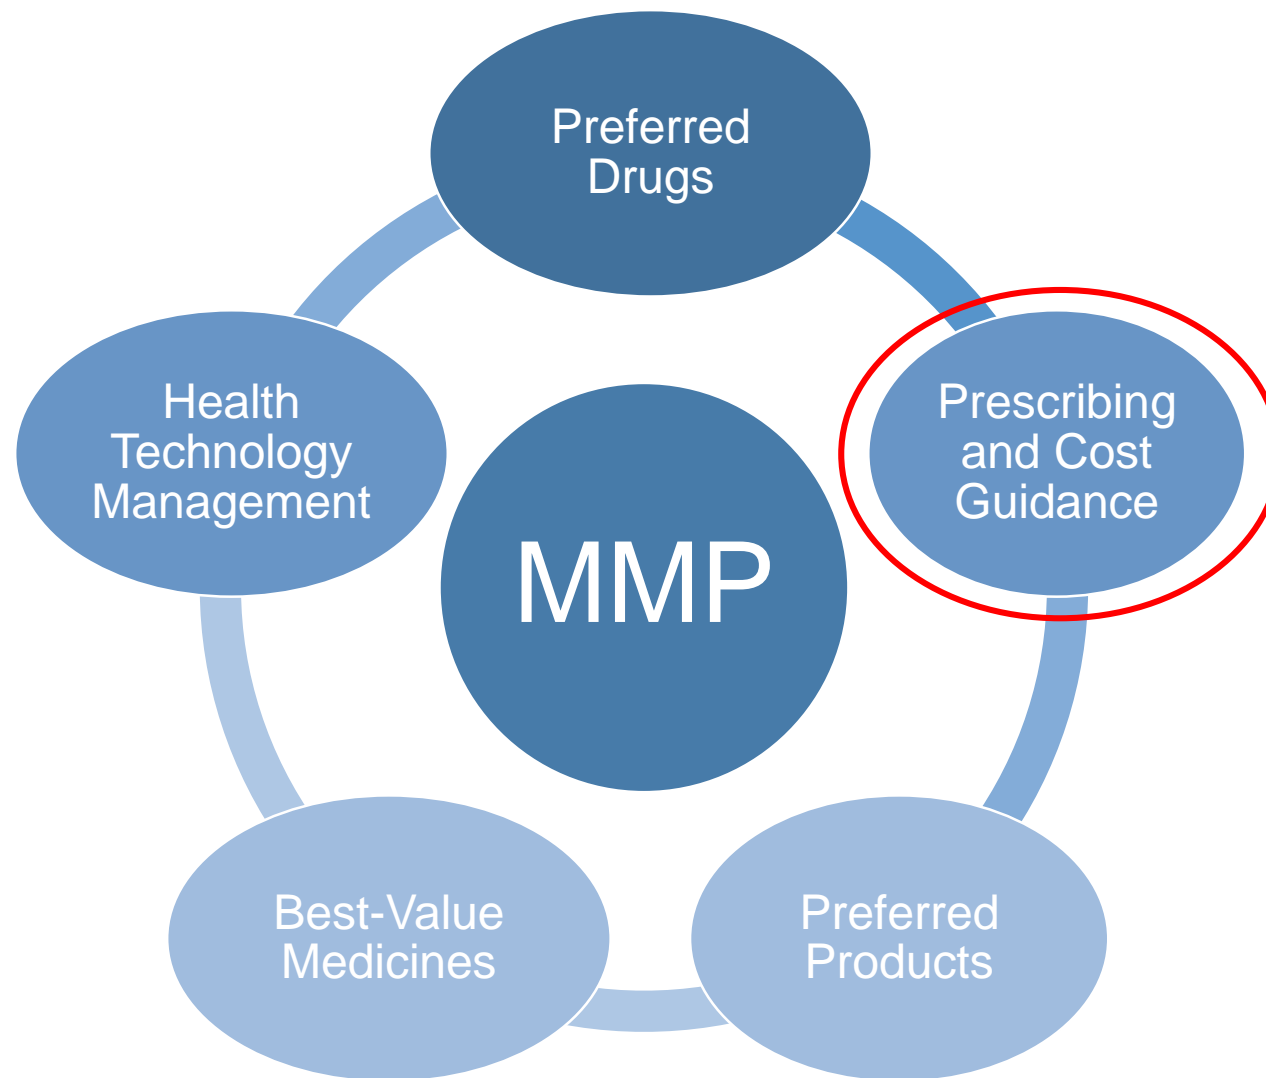 Preferred
Drugs
Prescribing
and Cost
Guidance
Preferred
Products
Best-Value
Medicines
Health
Technology
Management
MMP